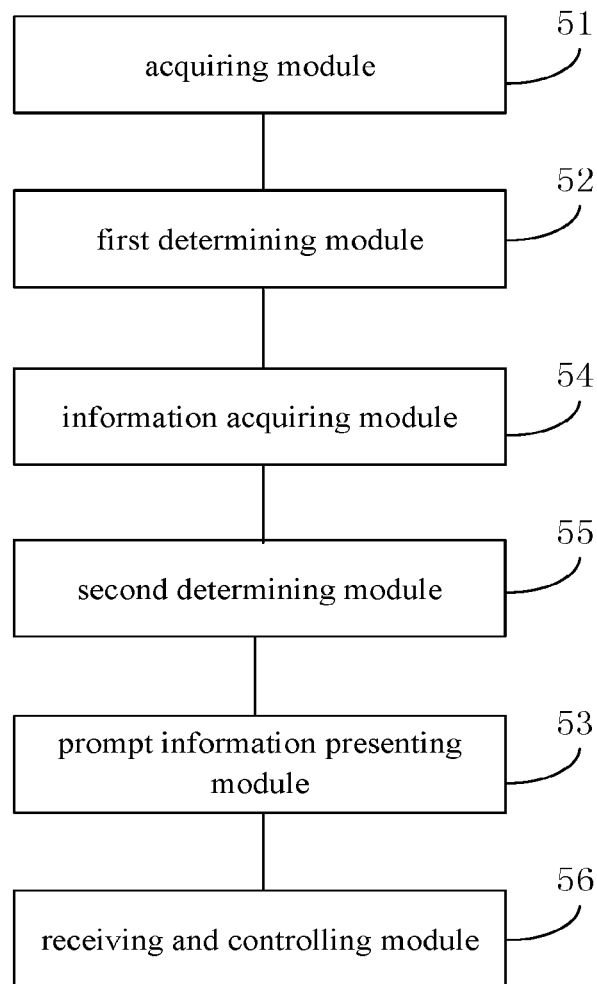 51
acquiring module
52
first determining module
54
information acquiring module
55
second determining module
53
prompt information presenting
module
56
receiving and controlling module